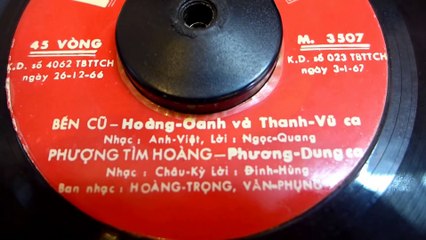 45 VÒNG
K.D. số 4062 TBTTCH
ngày 26-12-66
M. 3507
K.D. số 023 TBTTCH
ngày 3-1-67
BẾN CŨ – Hoàng-Oanh và Thanh-Vũ ca
Nhạc: Anh-Việt, Lời: Ngọc-Quang
PHƯỢNG TÌM HOÀNG – Phương-Dung ca
Nhạc: Châu-Kỳ Lời: Đinh-Hùng
Ban nhạc: HOÀNG-TRỌNG, VĂN-PHỤNG